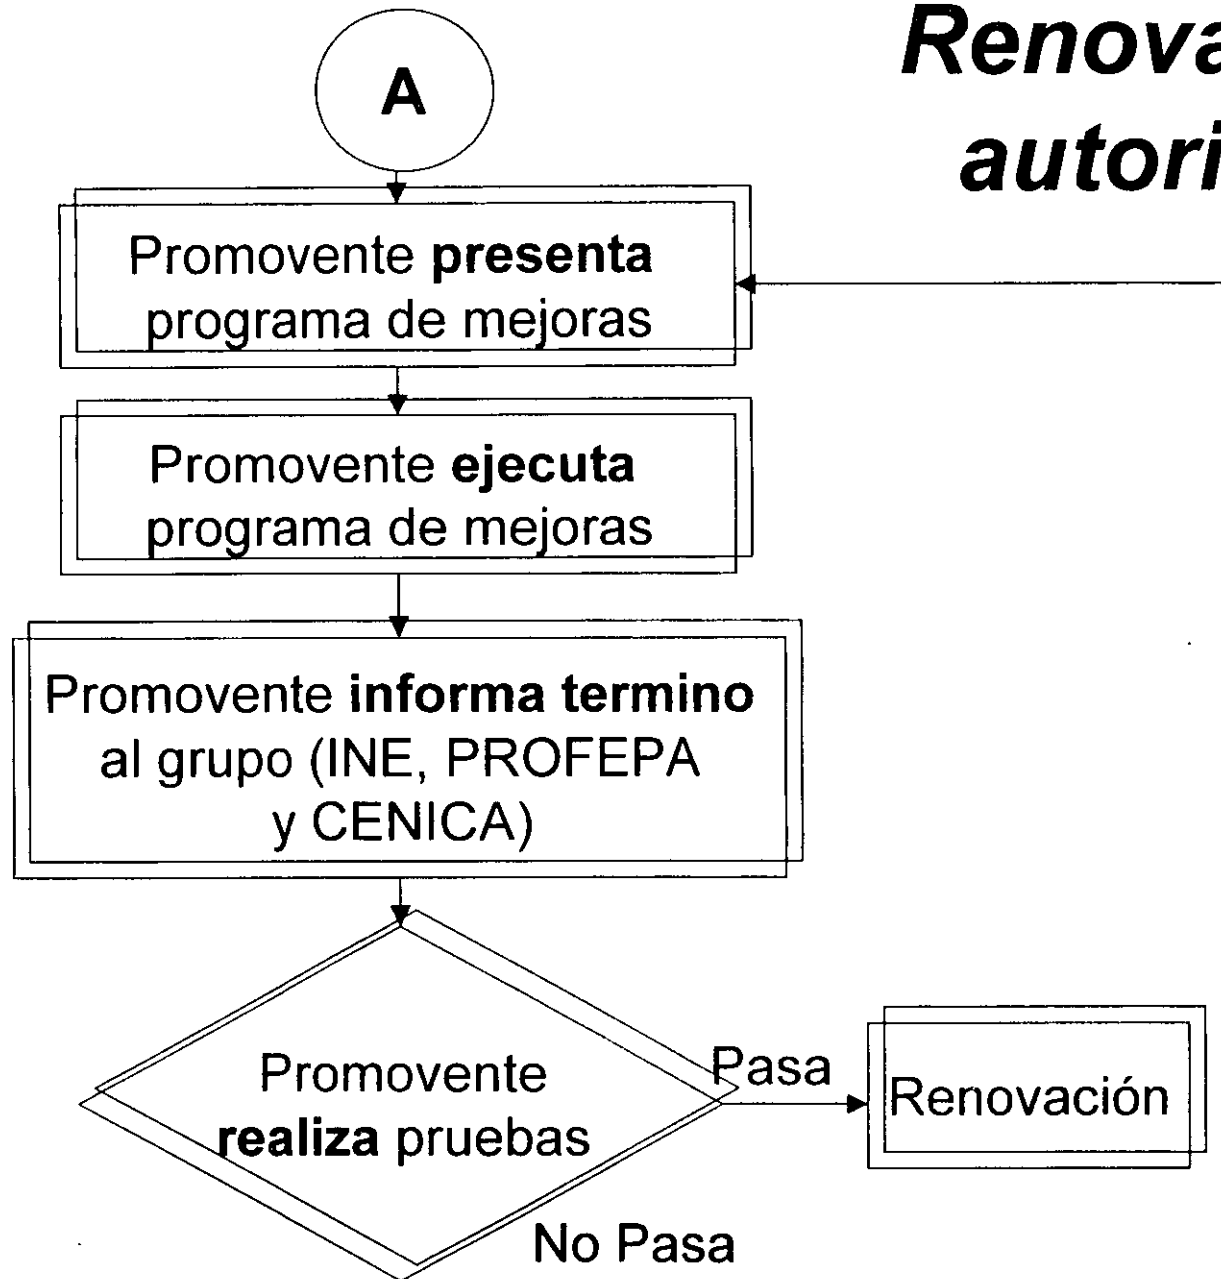 Renova
autori
A
Promovente presenta
programa de mejoras
Promovente ejecuta
programa de mejoras
Promovente informa termino
al grupo (INE, PROFEPA
y CENICA)
Promovente
realiza pruebas
Pasa
Renovación
No Pasa